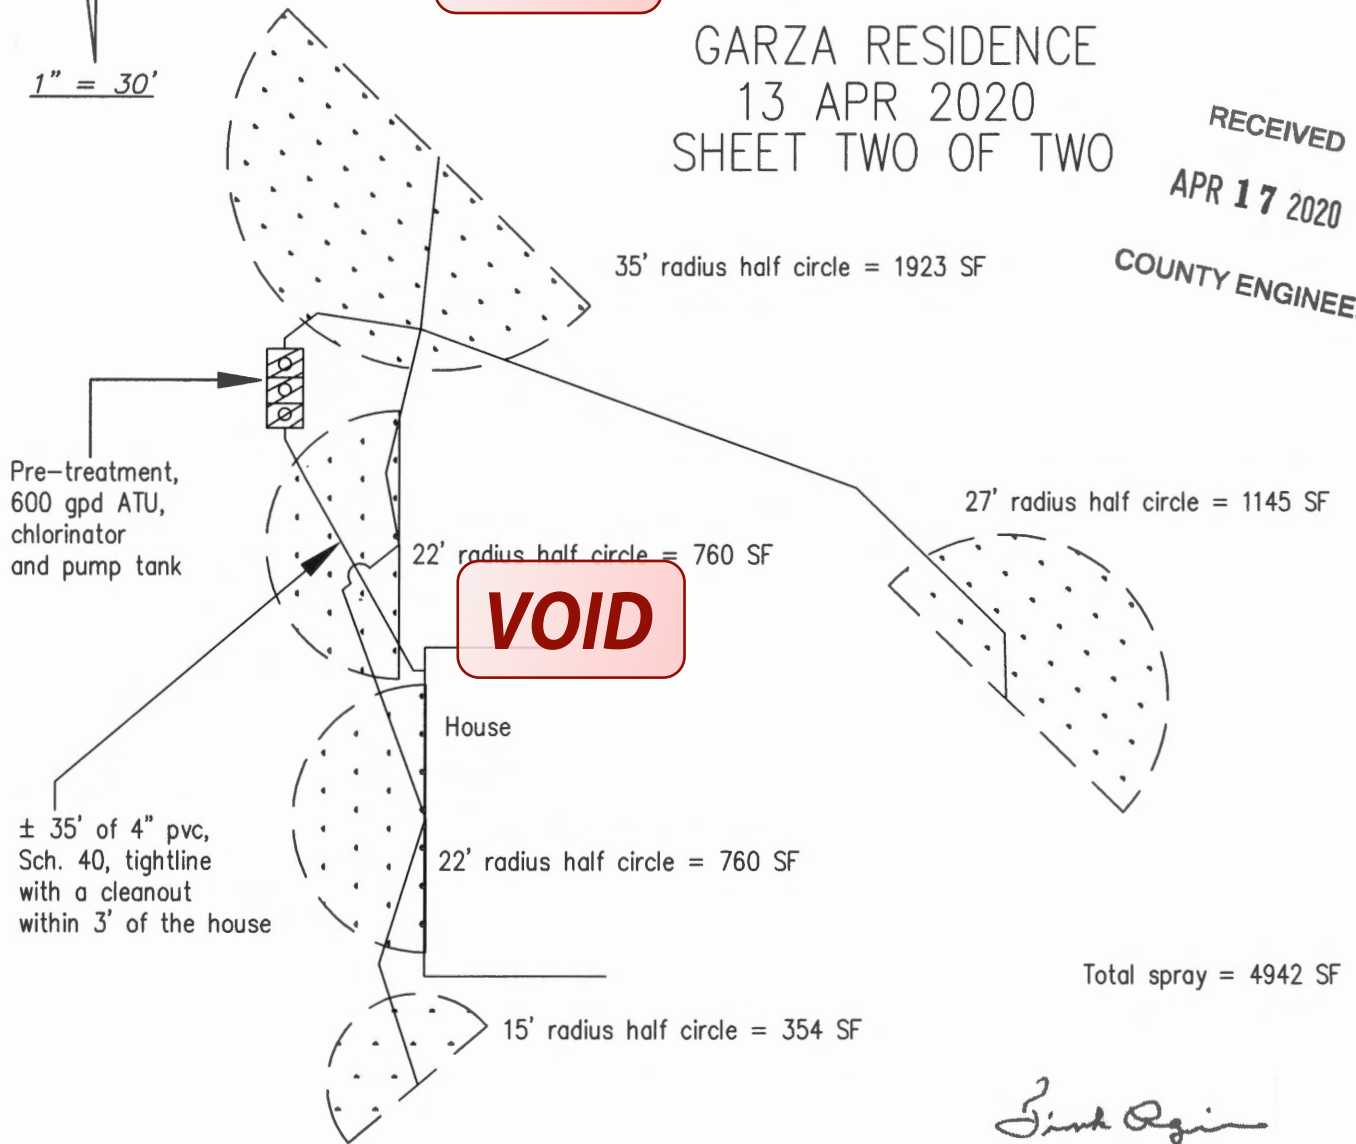 1" = 30'
GARZA RESIDENCE
13 APR 2020
SHEET TWO OF TWO
RECEIVED
APR 17 2020
COUNTY
35' radius half circle = 1923 SF
Pre-treatment,
600 gpd ATU,
chlorinator
and pump tank
27' radius half circle = 1145 SF
22' radius half circle = 760 SF
VOID
House
± 35' of 4" pvc,
Sch. 40, tightline
with a cleanout
within 3' of the house
22' radius half circle = 760 SF
Total spray = 4942 SF
15' radius half circle = 354 SF